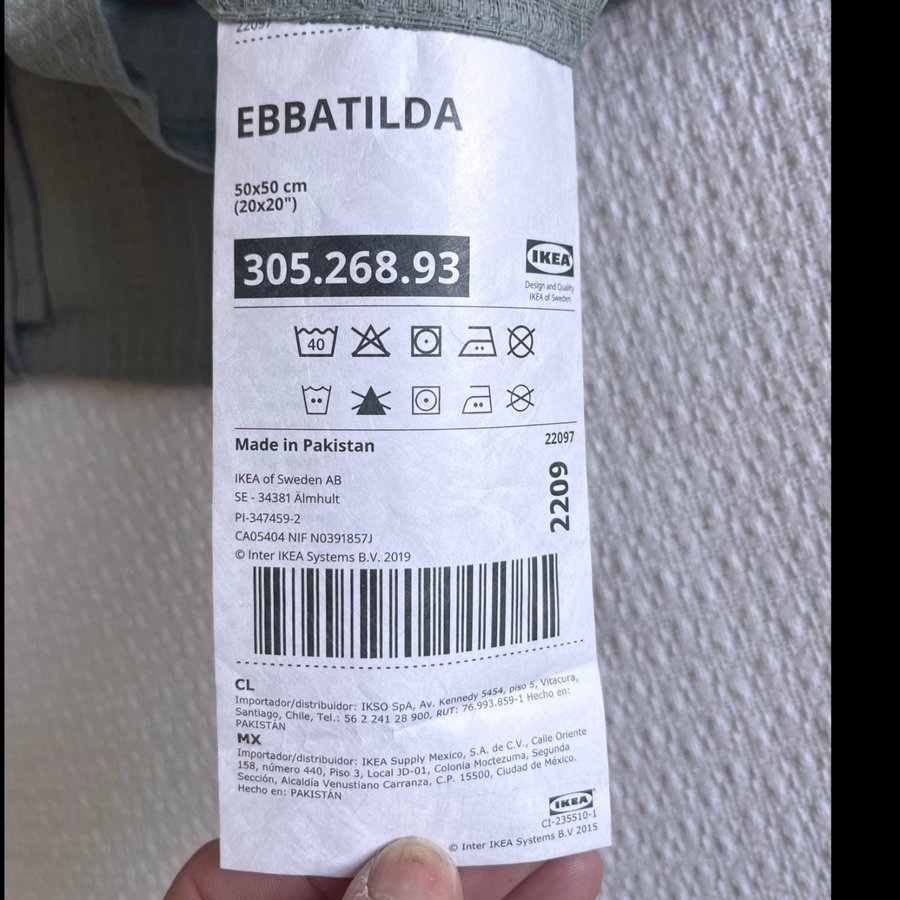 22097
EBBATILDA
50x50 cm
(20x20")
305.268.93
IKEA
Design and Quality
IKEA of Sweden
40
Made in Pakistan
22097
2209
IKEA of Sweden AB
SE - 34381 Älmhult
PI-347459-2
CA05404 NIF N0391857J
© Inter IKEA Systems B.V. 2019
CL
Importador/distribuidor: IKSO SpA, Av. Kennedy 5454, piso 5, Vitacura,
Santiago, Chile, Tel.: 56 2 241 28 900, RUT: 76.993.859-1 Hecho en:
PAKISTÁN
MX
Importador/distribuidor: IKEA Supply Mexico, S.A. de C.V., Calle Oriente
158, número 440, Piso 3, Local JD-01, Colonia Moctezuma, Segunda
Sección, Alcaldía Venustiano Carranza, C.P. 15500, Ciudad de México.
Hecho en: PAKISTÁN
IKEA
CI-235510-1
© Inter IKEA Systems B.V 2015